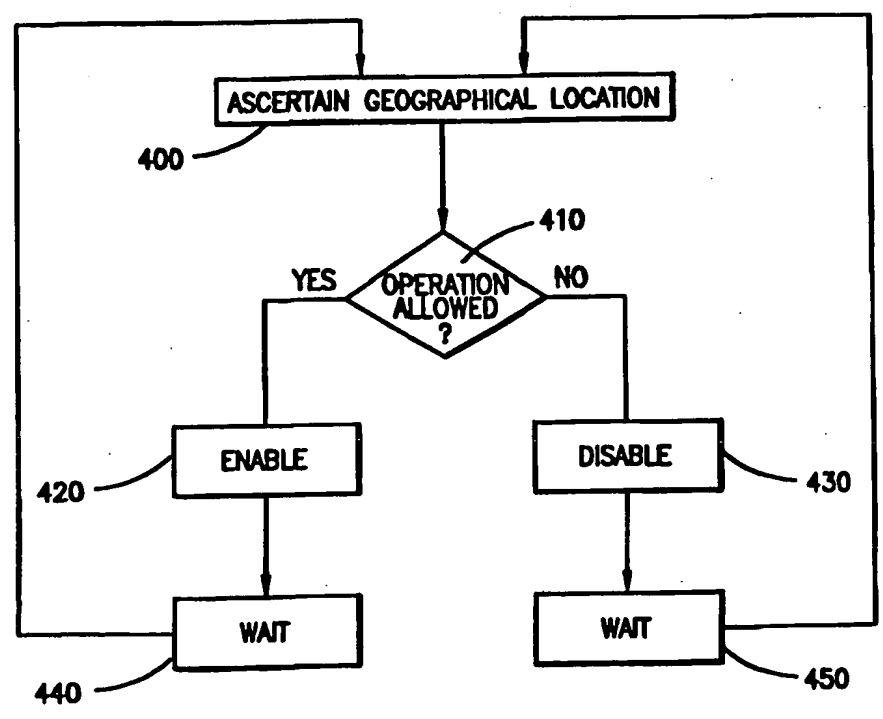 ASCERTAIN GEOGRAPHICAL LOCATION
400
410
YES
OPERATION
ALLOWED
?
NO
ENABLE
DISABLE
420
430
WAIT
WAIT
440
450